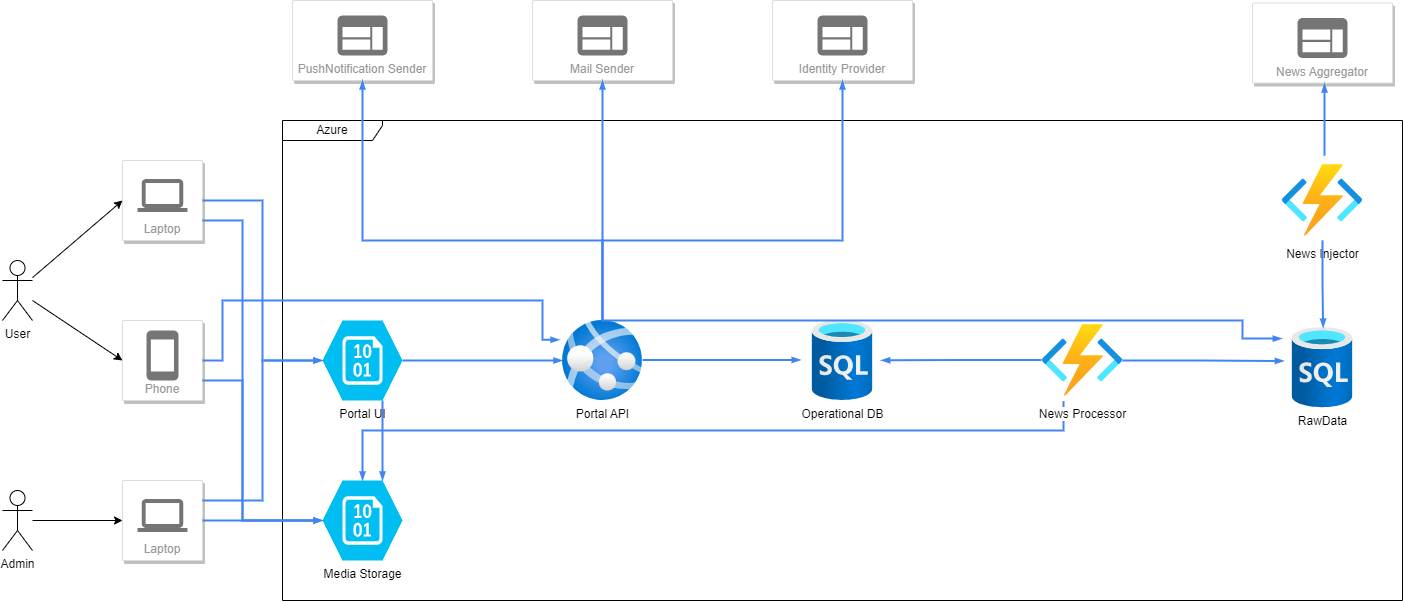 PushNotification Sender
Mail Sender
Identity Provider
News Aggregator
Azure
Laptop
News Injector
User
Phone
10
01
SQL
SQL
Portal UI
Portal API
Operational DB
News Processor
RawData
Admin
Laptop
10
01
Media Storage